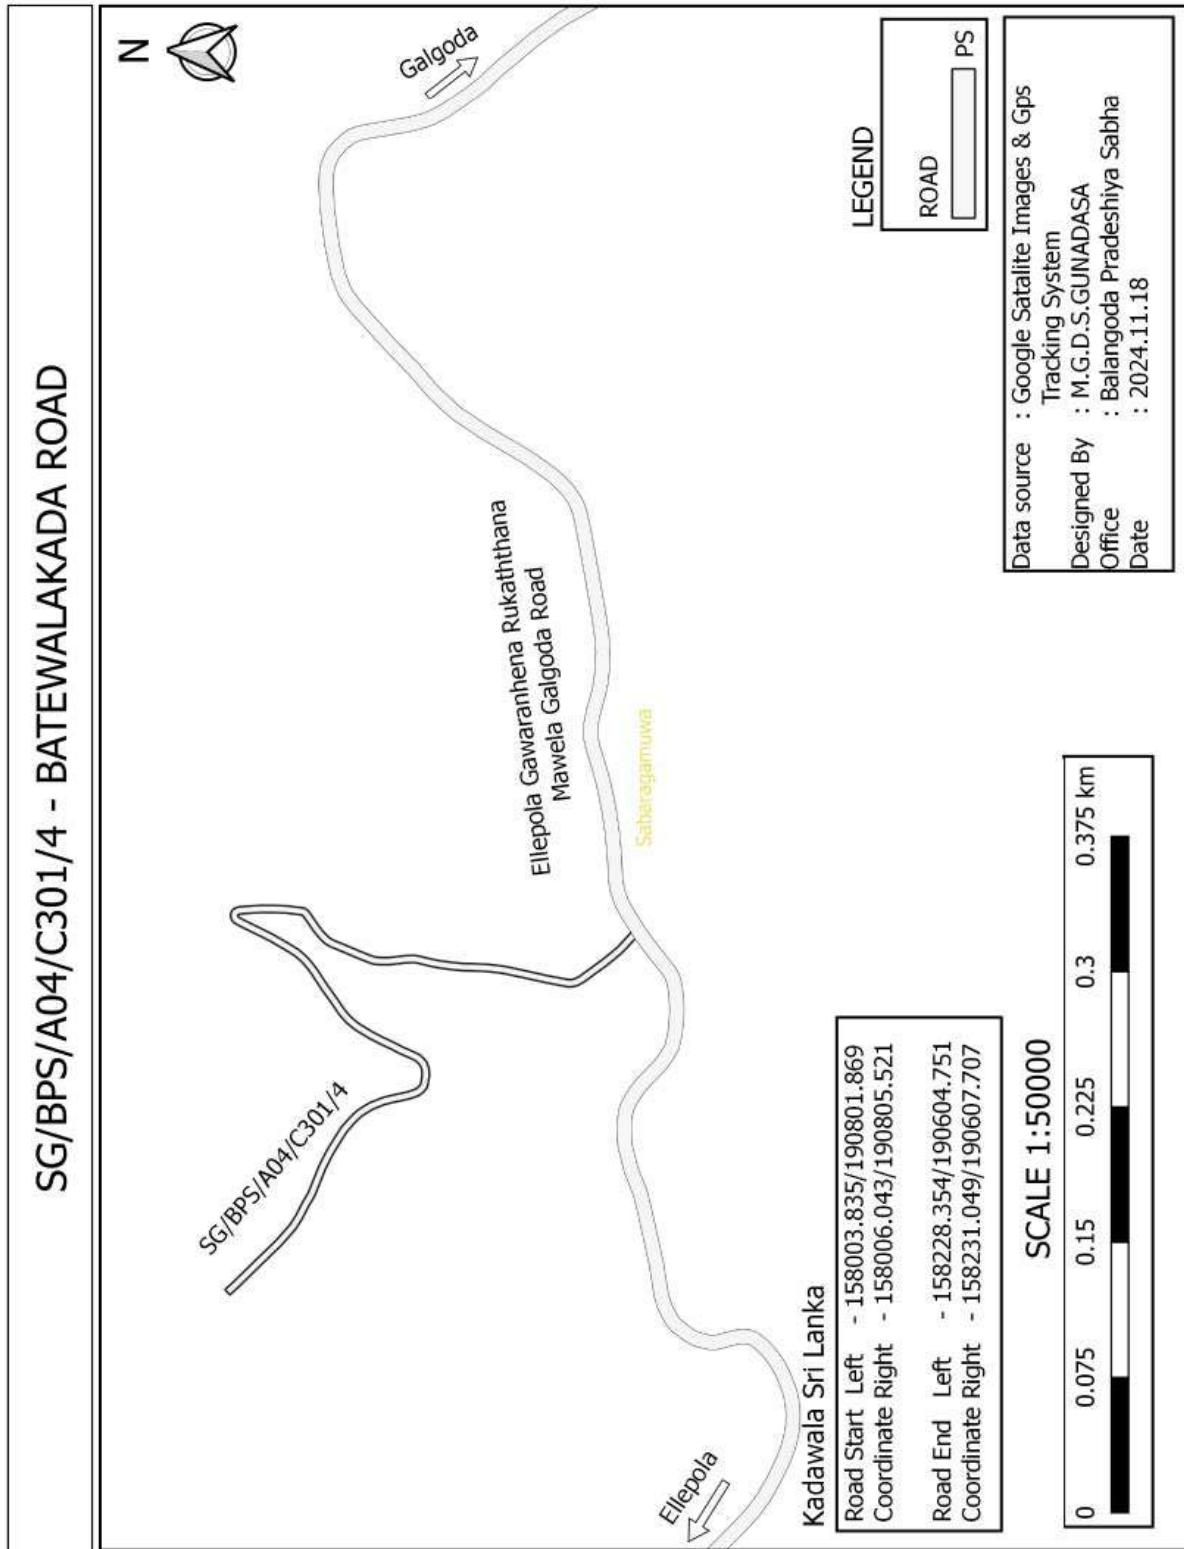 SG/BPS/A04/C301/4 - BATEWALAKADA ROAD
N
Galgoda
SG/BPS/A04/C301/4
Ellepola Gawaranhena Rukaththana
Mawela Galgoda Road
Sabaragamuwa
Ellepola
Kadawala Sri Lanka
Road Start Left - 158003.835/190801.869
Coordinate Right - 158006.043/190805.521
Road End Left - 158228.354/190604.751
Coordinate Right - 158231.049/190607.707
LEGEND
ROAD
PS
SCALE 1:50000
0 0.075 0.15 0.225 0.3 0.375 km
Data source : Google Satalite Images & Gps
Tracking System
Designed By : M.G.D.S.GUNADASA
Office : Balangoda Pradeshiya Sabha
Date : 2024.11.18